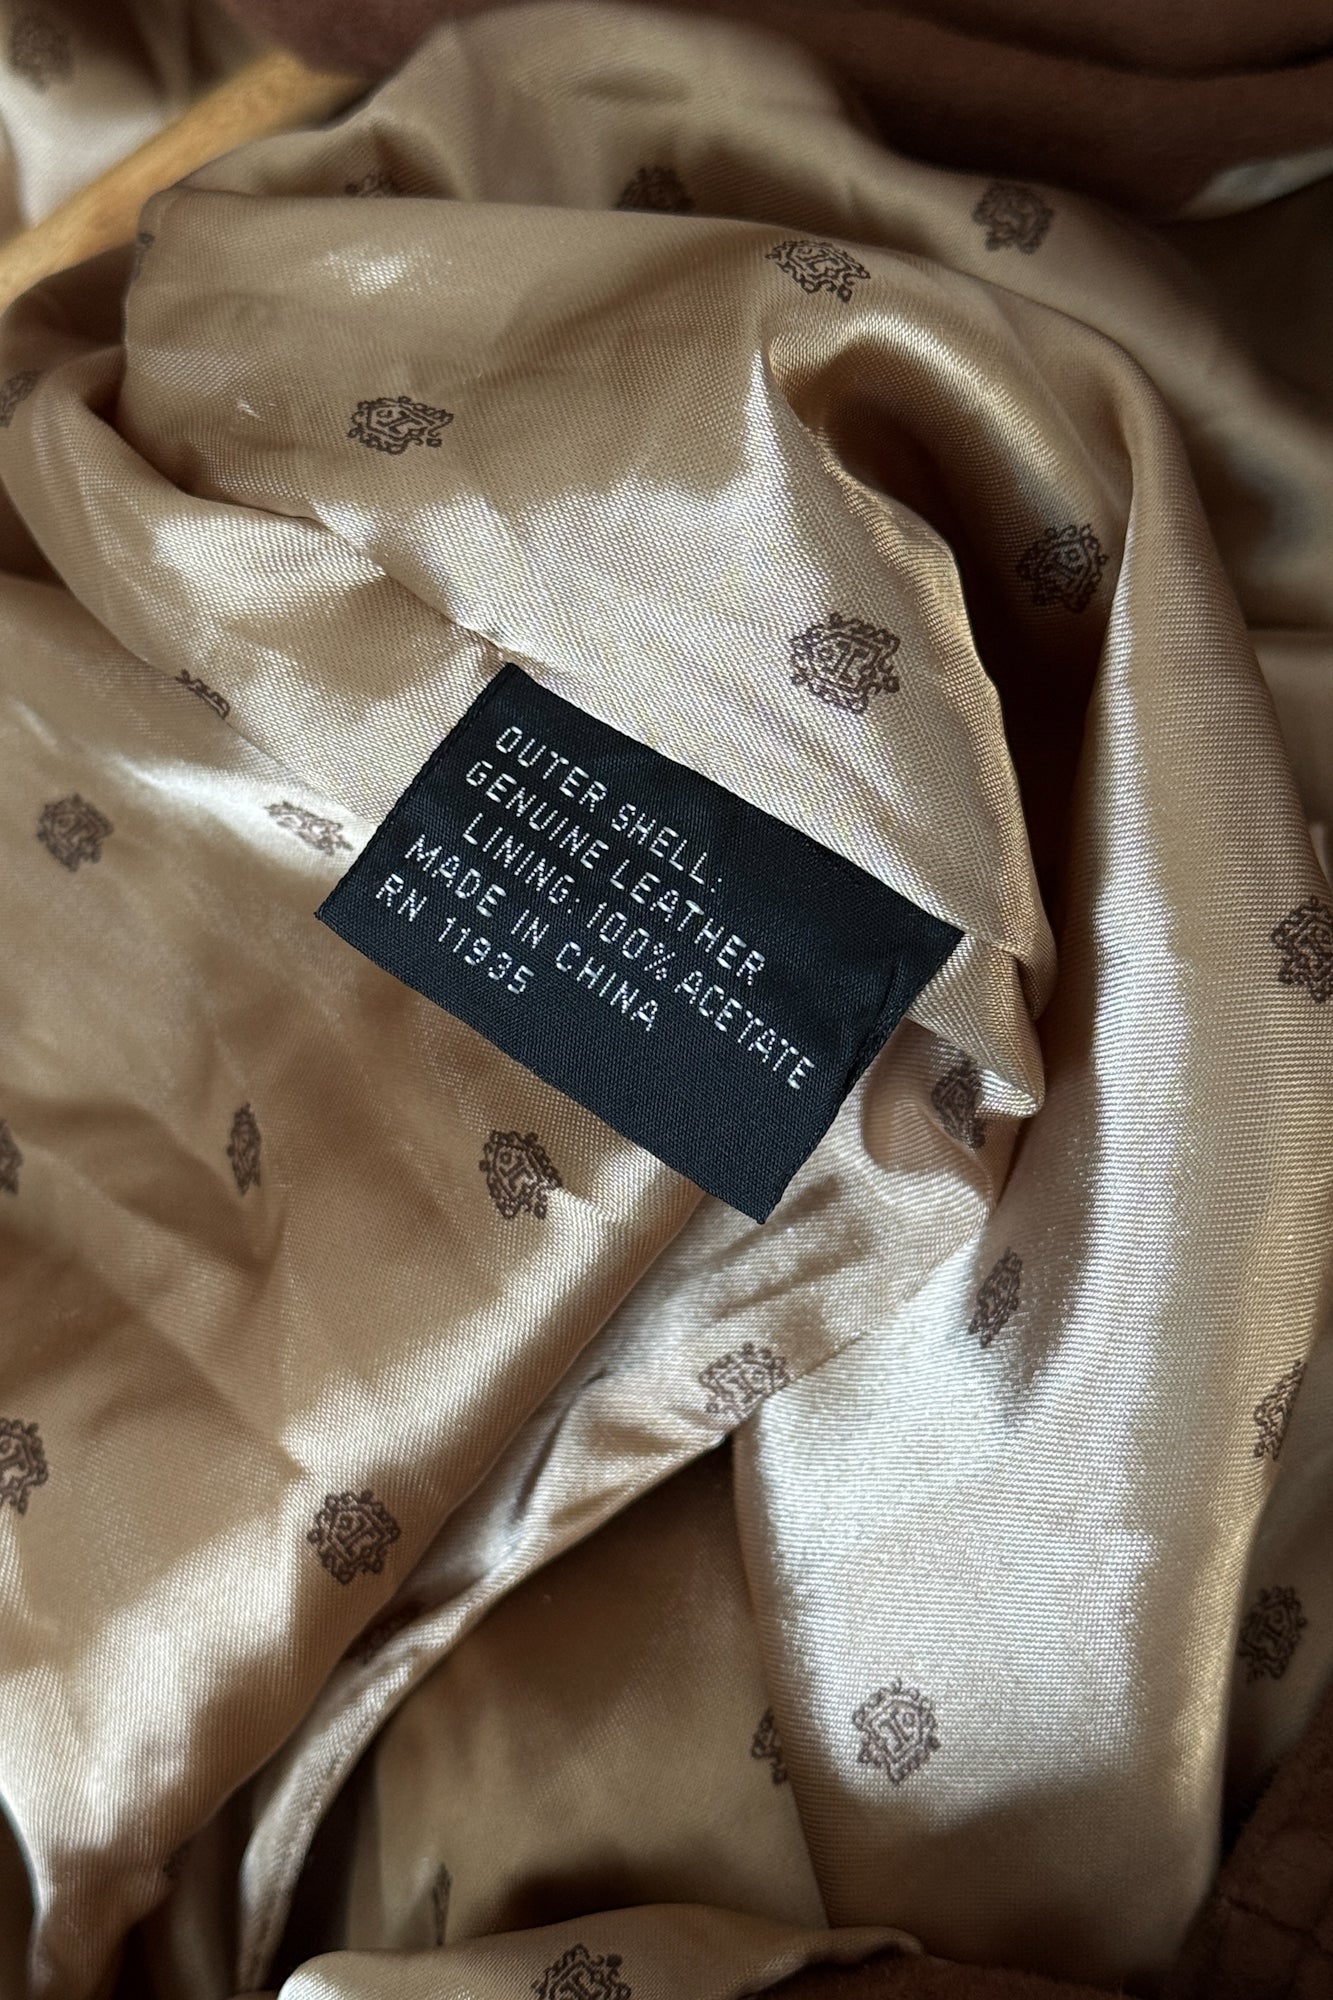 OUTER SHELL:
GENUINE LEATHER
LINING: 100% ACETATE
MADE IN CHINA
RN 11935